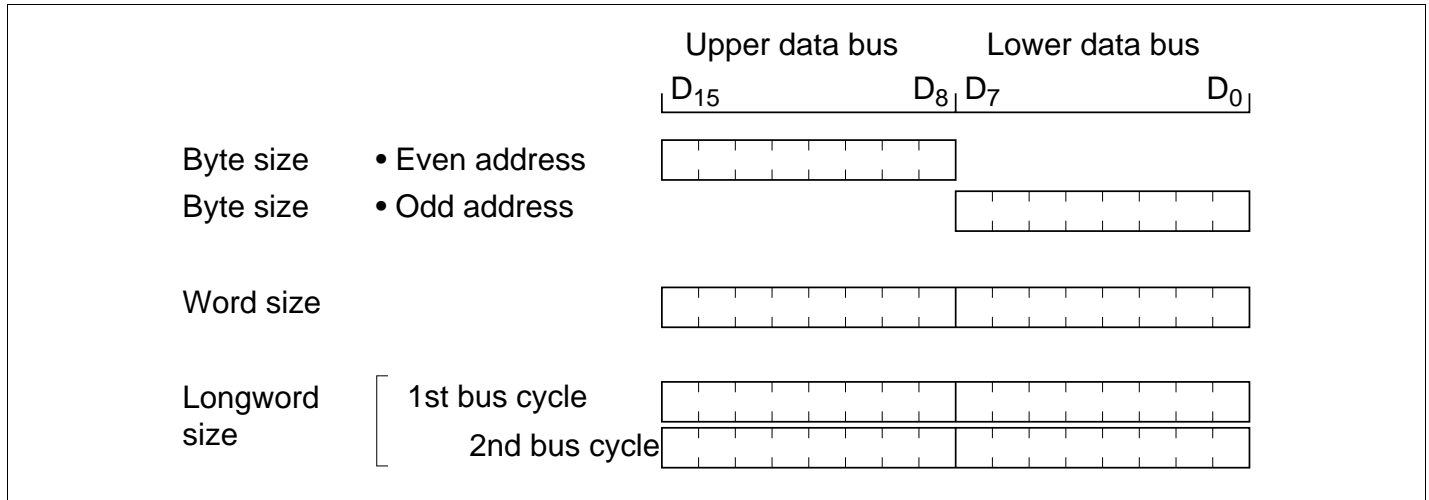 Upper data bus Lower data bus
D15 D8 D7 D0
Byte size • Even address
Byte size • Odd address
Word size
Longword size 1st bus cycle
2nd bus cycle